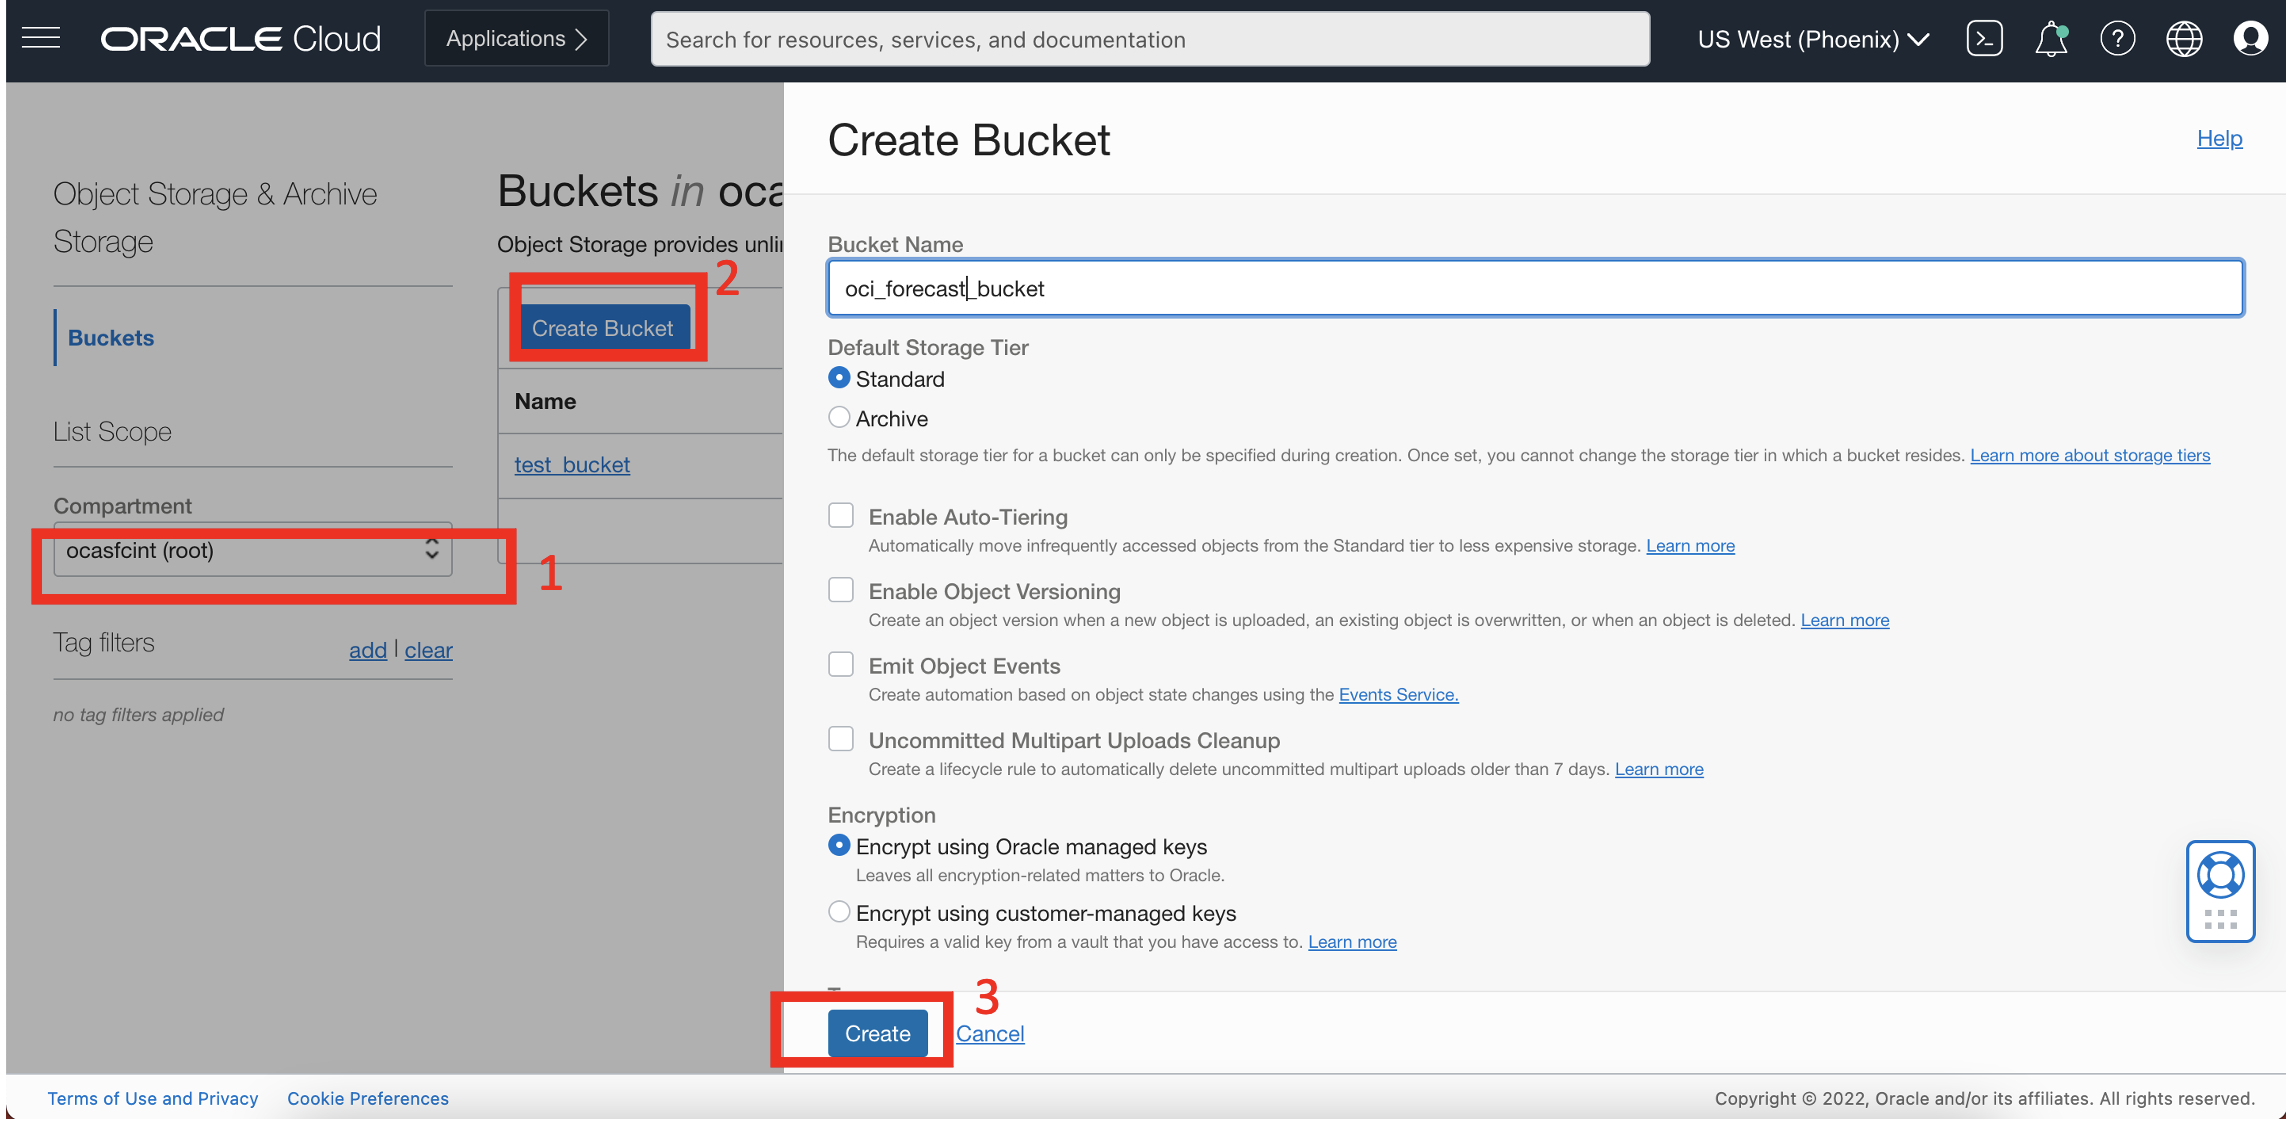 ORACLE Cloud
Applications
Search for resources, services, and documentation
US West (Phoenix)
Object Storage & Archive
Storage
Buckets
List Scope
Compartment
ocasfcint (root)
1
Tag filters
add | clear
no tag filters applied
Buckets in oca
Object Storage provides unli
2
Create Bucket
Name
test_bucket
Create Bucket
Help
Bucket Name
oci_forecast_bucket
Default Storage Tier
Standard
Archive
The default storage tier for a bucket can only be specified during creation. Once set, you cannot change the storage tier in which a bucket resides. Learn more about storage tiers
Enable Auto-Tiering
Automatically move infrequently accessed objects from the Standard tier to less expensive storage. Learn more
Enable Object Versioning
Create an object version when a new object is uploaded, an existing object is overwritten, or when an object is deleted. Learn more
Emit Object Events
Create automation based on object state changes using the Events Service.
Uncommitted Multipart Uploads Cleanup
Create a lifecycle rule to automatically delete uncommitted multipart uploads older than 7 days. Learn more
Encryption
Encrypt using Oracle managed keys
Leaves all encryption-related matters to Oracle.
Encrypt using customer-managed keys
Requires a valid key from a vault that you have access to. Learn more
3
Create
Cancel
Terms of Use and Privacy
Cookie Preferences
Copyright © 2022, Oracle and/or its affiliates. All rights reserved.